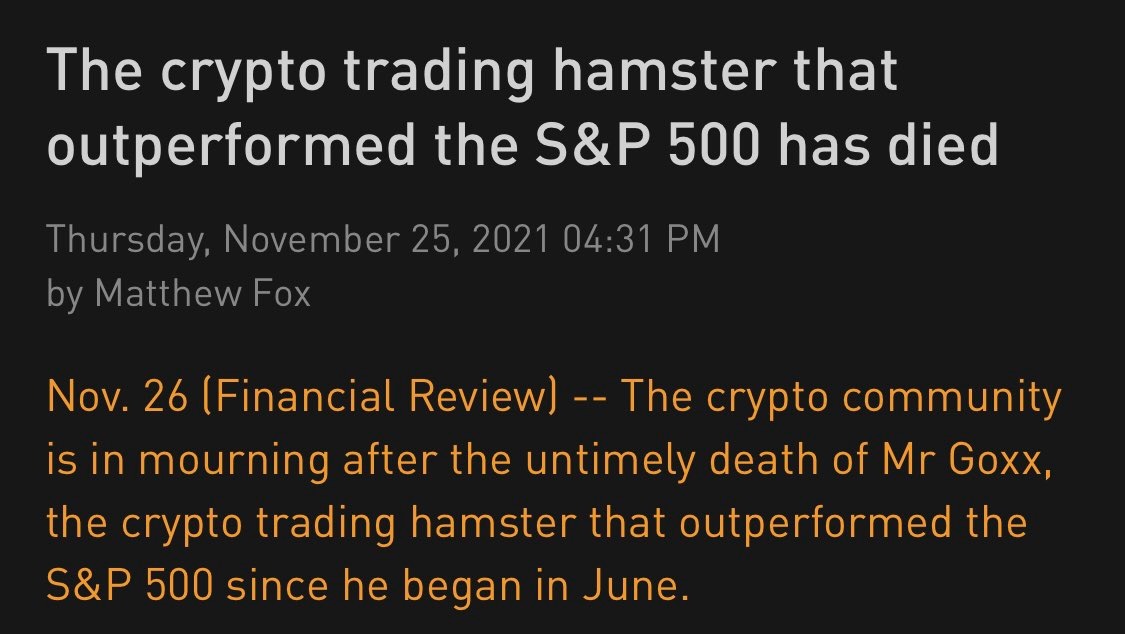 The crypto trading hamster that
outperformed the S&P 500 has died
Thursday, November 25, 2021 04:31 PM
by Matthew Fox
Nov. 26 (Financial Review) -- The crypto community
is in mourning after the untimely death of Mr Goxx,
the crypto trading hamster that outperformed the
S&P 500 since he began in June.